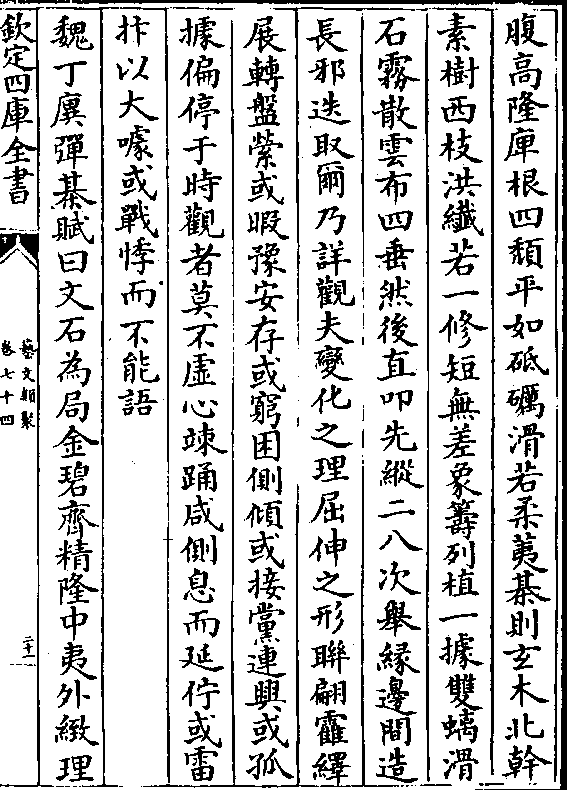 腹高隆庳根四頽平如砥礪滑若柔荑棊則玄木北幹
素樹西枝洪纖若一修短無差象籌列植一據雙螭滑
石霧散雲布四垂然後直叩先縱二八次舉緣邊間造
長邪迭取爾乃詳觀夫變化之理屈伸之形聯翩霍繹
展轉盤縈或暇豫安存或窮困側傾或接黨連興或孤
據偏停于時觀者莫不虛心竦踊咸側息而延佇或雷
抃以大噱或戰悸而不能語
魏丁廙彈棊賦曰文石為局金碧齊精隆中夷外緻理
欽定四庫全書
藝文類聚
卷七十四
二十一